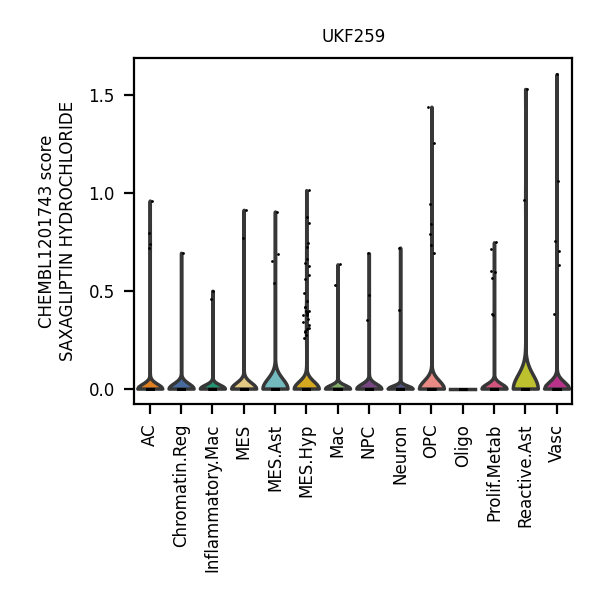 UKF259
CHEMBL1201743 score
SAXAGLIPTIN HYDROCHLORIDE
1.5
1.0
0.5
0.0
AC
Chromatin.Reg
Inflammatory.Mac
MES
MES.Ast
MES.Hyp
Mac
NPC
Neuron
OPC
Oligo
Prolif.Metab
Reactive.Ast
Vasc